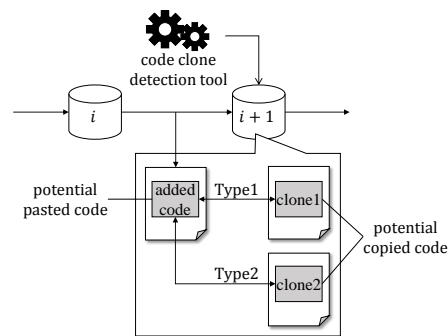 code clone
detection tool
i
i + 1
potential
pasted code
added
code
Type1
clone1
Type2
clone2
potential
copied code